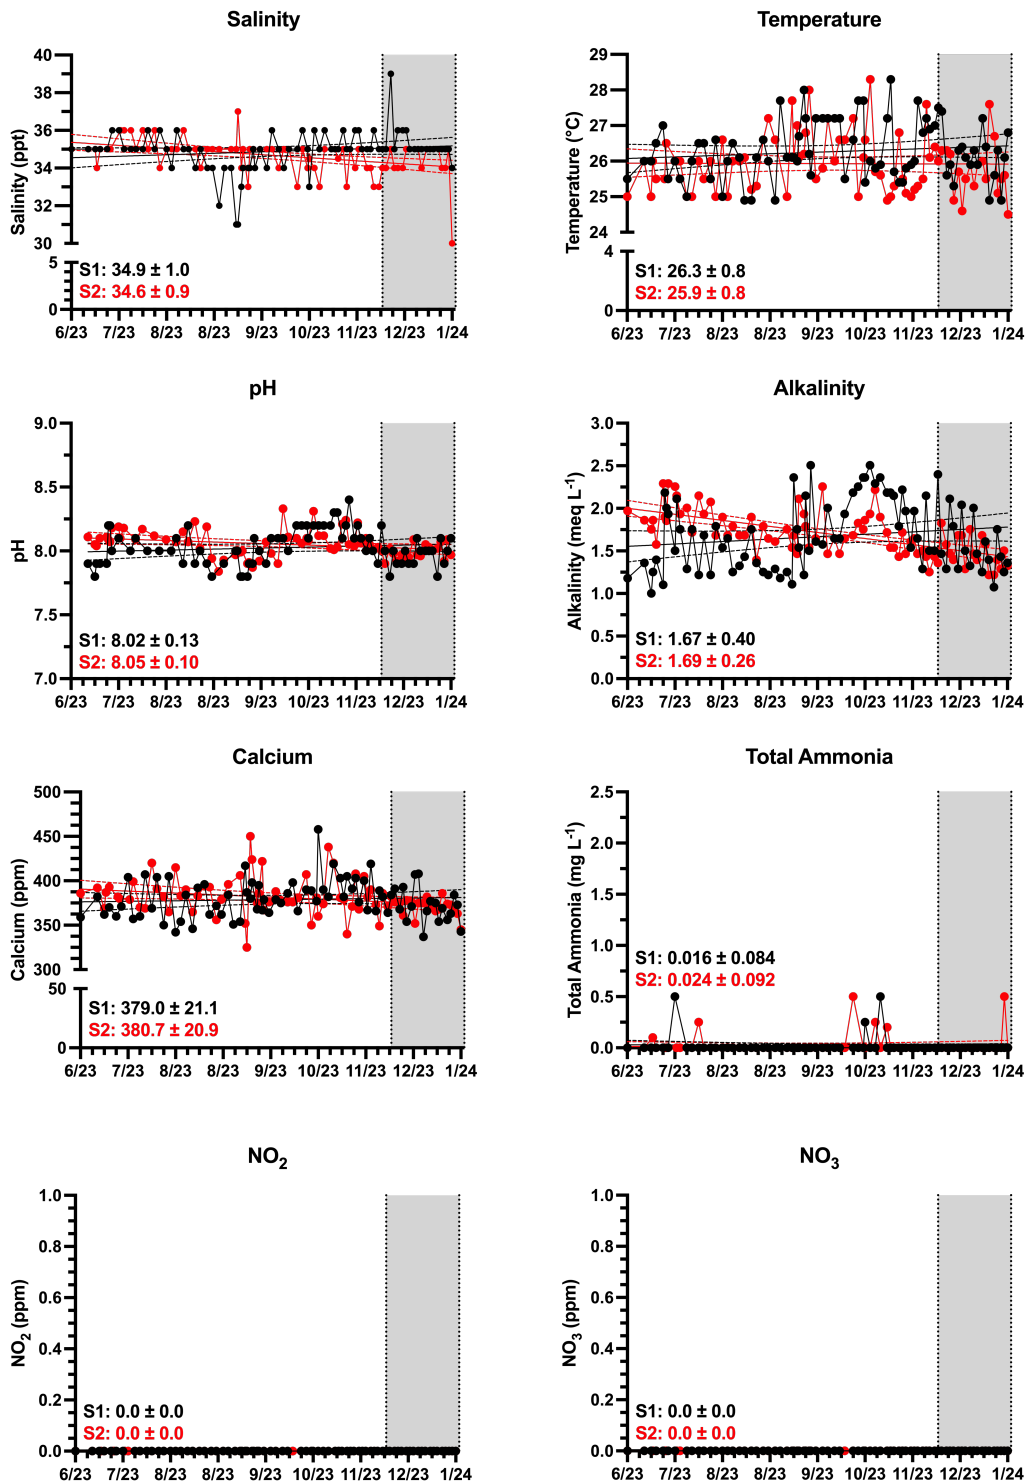 Salinity
Salinity (ppt)
40
38
36
34
32
30
5
0
S1: 34.9 ± 1.0
S2: 34.6 ± 0.9
6/23 7/23 8/23 8/23 9/23 10/23 11/23 12/23 1/24
Temperature
Temperature (°C)
29
28
27
26
25
24
4
0
S1: 26.3 ± 0.8
S2: 25.9 ± 0.8
6/23 7/23 8/23 8/23 9/23 10/23 11/23 12/23 1/24
pH
pH
9.0
8.5
8.0
7.5
7.0
S1: 8.02 ± 0.13
S2: 8.05 ± 0.10
6/23 7/23 8/23 8/23 9/23 10/23 11/23 12/23 1/24
Alkalinity
Alkalinity (meq L⁻¹)
3.0
2.5
2.0
1.5
1.0
0.5
0.0
S1: 1.67 ± 0.40
S2: 1.69 ± 0.26
6/23 7/23 8/23 8/23 9/23 10/23 11/23 12/23 1/24
Calcium
Calcium (ppm)
500
450
400
350
300
50
0
S1: 379.0 ± 21.1
S2: 380.7 ± 20.9
6/23 7/23 8/23 8/23 9/23 10/23 11/23 12/23 1/24
Total Ammonia
Total Ammonia (mg L⁻¹)
2.5
2.0
1.5
1.0
0.5
0.0
S1: 0.016 ± 0.084
S2: 0.024 ± 0.092
6/23 7/23 8/23 8/23 9/23 10/23 11/23 12/23 1/24
NO₂
NO₂ (ppm)
1.0
0.8
0.6
0.4
0.2
0.0
S1: 0.0 ± 0.0
S2: 0.0 ± 0.0
6/23 7/23 8/23 8/23 9/23 10/23 11/23 12/23 1/24
NO₃
NO₃ (ppm)
1.0
0.8
0.6
0.4
0.2
0.0
S1: 0.0 ± 0.0
S2: 0.0 ± 0.0
6/23 7/23 8/23 8/23 9/23 10/23 11/23 12/23 1/24